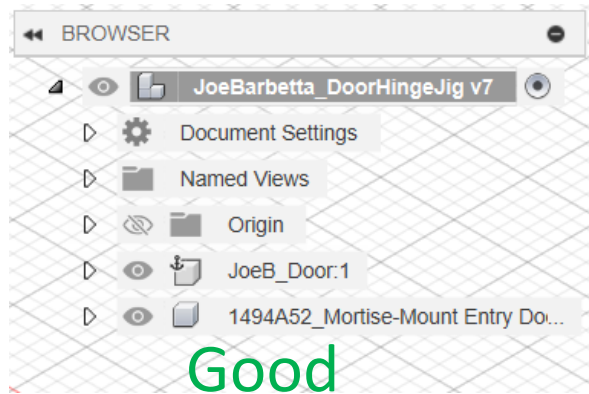 BROWSER
JoeBarbetta_DoorHingeJig v7
Document Settings
Named Views
Origin
JoeB_Door:1
1494A52_Mortise-Mount Entry Do...
Good